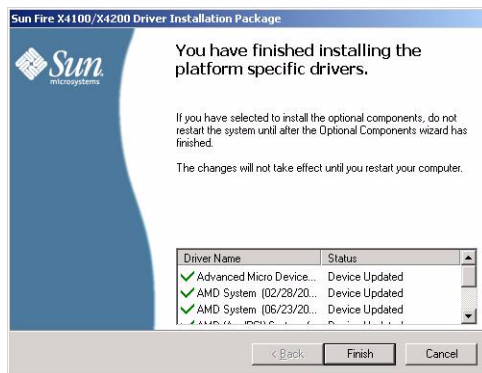 Sun Fire X4100/X4200 Driver Installation Package
Sun
microsystems
You have finished installing the
platform specific drivers.
If you have selected to install the optional components, do not
restart the system until after the Optional Components wizard has
finished.
The changes will not take effect until you restart your computer.
Driver Name Status
Advanced Micro Device... Device Updated
AMD System (02/28/20... Device Updated
AMD System (06/23/20... Device Updated
< Back Finish Cancel